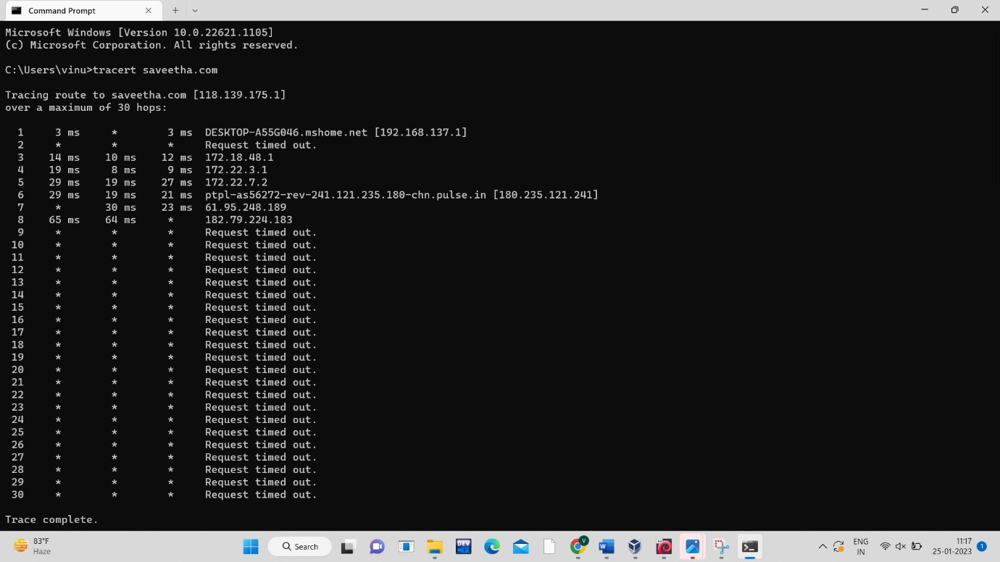 Command Prompt
Microsoft Windows [Version 10.0.22621.1105]
(c) Microsoft Corporation. All rights reserved.
C:\Users\vinu>tracert saveetha.com
Tracing route to saveetha.com [118.139.175.1]
over a maximum of 30 hops:
1 3 ms * 3 ms DESKTOP-A55G046.mshome.net [192.168.137.1]
2 * * * Request timed out.
3 14 ms 10 ms 12 ms 172.18.48.1
4 19 ms 8 ms 9 ms 172.22.3.1
5 29 ms 19 ms 27 ms 172.22.7.2
6 29 ms 19 ms 21 ms ptpl-as56272-rev-241.121.235.180-chn.pulse.in [180.235.121.241]
7 * 30 ms 23 ms 61.95.248.189
8 65 ms 64 ms * 182.79.224.183
9 * * * Request timed out.
10 * * * Request timed out.
11 * * * Request timed out.
12 * * * Request timed out.
13 * * * Request timed out.
14 * * * Request timed out.
15 * * * Request timed out.
16 * * * Request timed out.
17 * * * Request timed out.
18 * * * Request timed out.
19 * * * Request timed out.
20 * * * Request timed out.
21 * * * Request timed out.
22 * * * Request timed out.
23 * * * Request timed out.
24 * * * Request timed out.
25 * * * Request timed out.
26 * * * Request timed out.
27 * * * Request timed out.
28 * * * Request timed out.
29 * * * Request timed out.
30 * * * Request timed out.
Trace complete.
83°F
Haze
Search
DEV
V
ENG
IN
11:17
25-01-2023
1